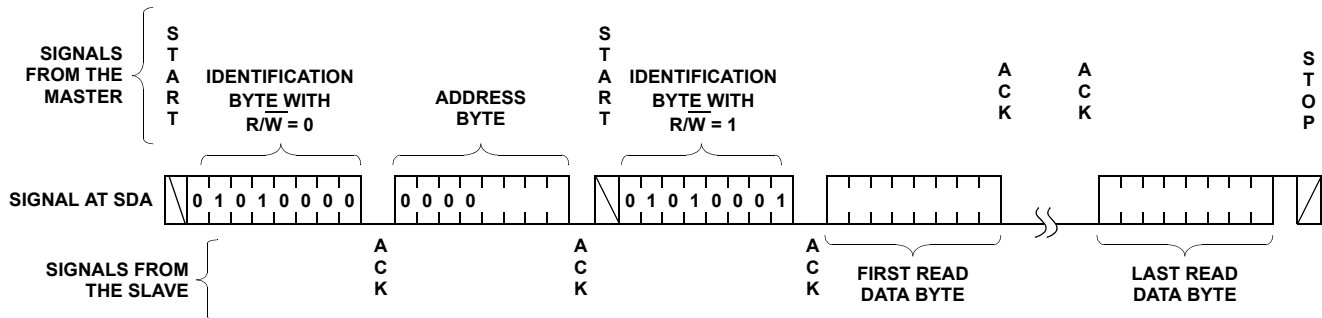 SIGNALS
FROM THE
MASTER
START
IDENTIFICATION
BYTE WITH
R/W̅ = 0
ADDRESS
BYTE
START
IDENTIFICATION
BYTE WITH
R/W̅ = 1
ACK
ACK
STOP
SIGNAL AT SDA
0 1 0 1 0 0 0 0
0 0 0 0
0 1 0 1 0 0 0 1
SIGNALS FROM
THE SLAVE
ACK
ACK
ACK
FIRST READ
DATA BYTE
LAST READ
DATA BYTE